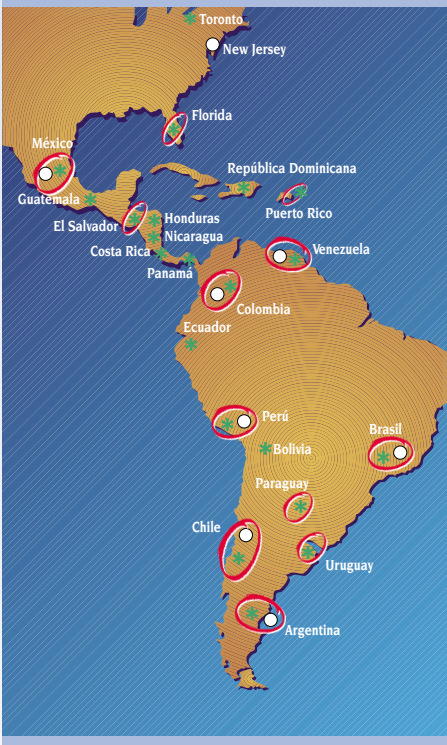 Toronto
New Jersey
Florida
México
República Dominicana
Guatemala
Puerto Rico
El Salvador
Honduras
Nicaragua
Costa Rica
Venezuela
Panamá
Colombia
Ecuador
Perú
Brasil
Bolivia
Paraguay
Chile
Uruguay
Argentina